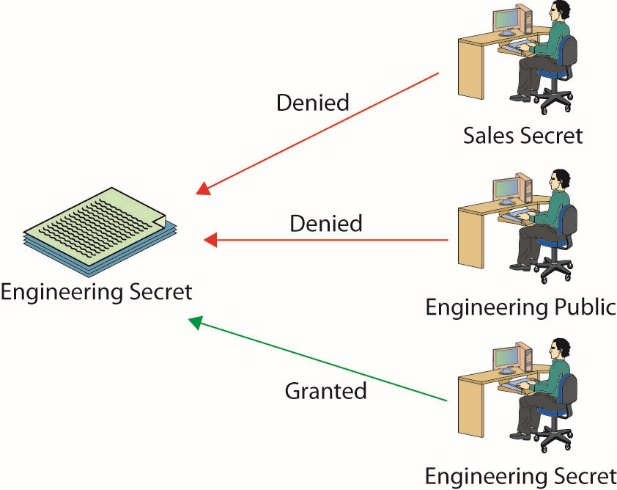 Denied
Sales Secret
Denied
Engineering Secret
Engineering Public
Granted
Engineering Secret